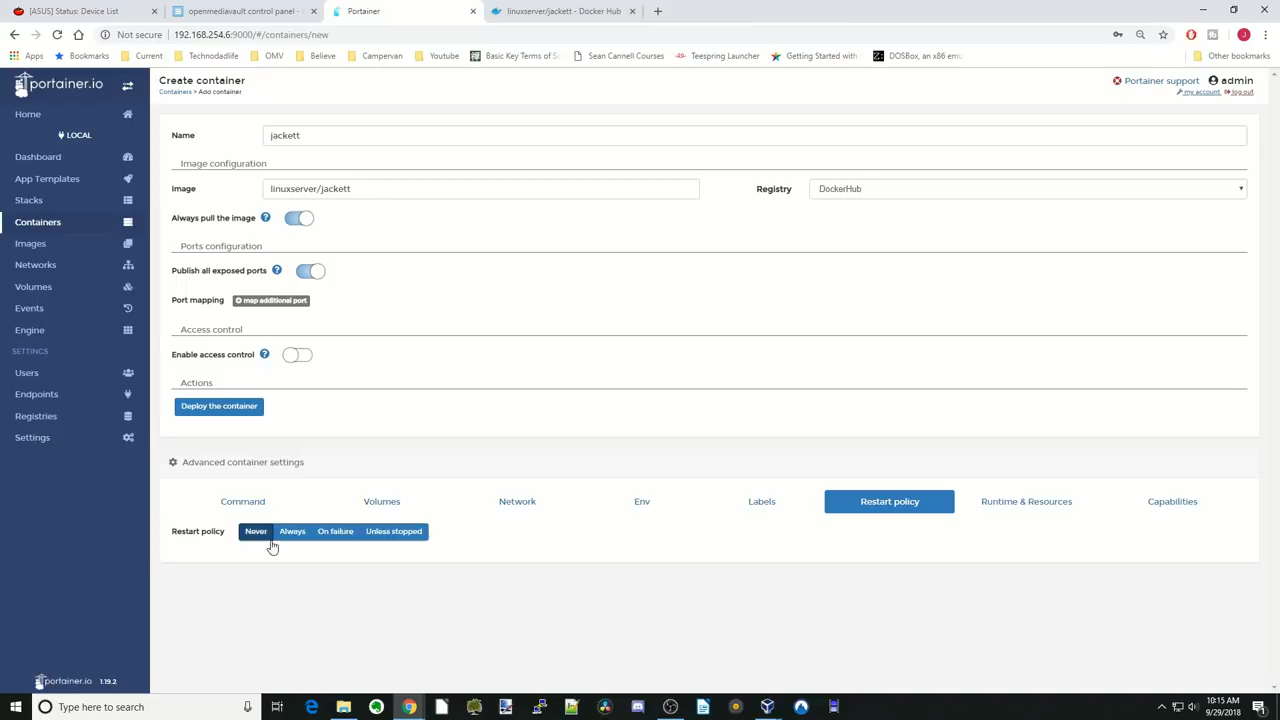 [ASUS] Status: Device List
openmediavault control panel -
Portainer
linuxserver/jackett - Docker Hub
Not secure
192.168.254.6:9000/#/containers/new
Apps
Bookmarks
Current
Technodadlife
OMV
Believe
Campervan
Youtube
Basic Key Terms of S
Sean Cannell Courses
Teespring Launcher
Getting Started with
DOSBox, an x86 emu
Other bookmarks
portainer.io
Home
LOCAL
Dashboard
App Templates
Stacks
Containers
Images
Networks
Volumes
Events
Engine
SETTINGS
Users
Endpoints
Registries
Settings
portainer.io 1.19.2
Create container
Containers > Add container
Portainer support
admin
my account
log out
Name
jackett
Image configuration
Image
linuxserver/jackett
Registry
DockerHub
Always pull the image
Ports configuration
Publish all exposed ports
Port mapping
map additional port
Access control
Enable access control
Actions
Deploy the container
Advanced container settings
Command
Volumes
Network
Env
Labels
Restart policy
Runtime & Resources
Capabilities
Restart policy
Never
Always
On failure
Unless stopped
Type here to search
10:15 AM
9/29/2018